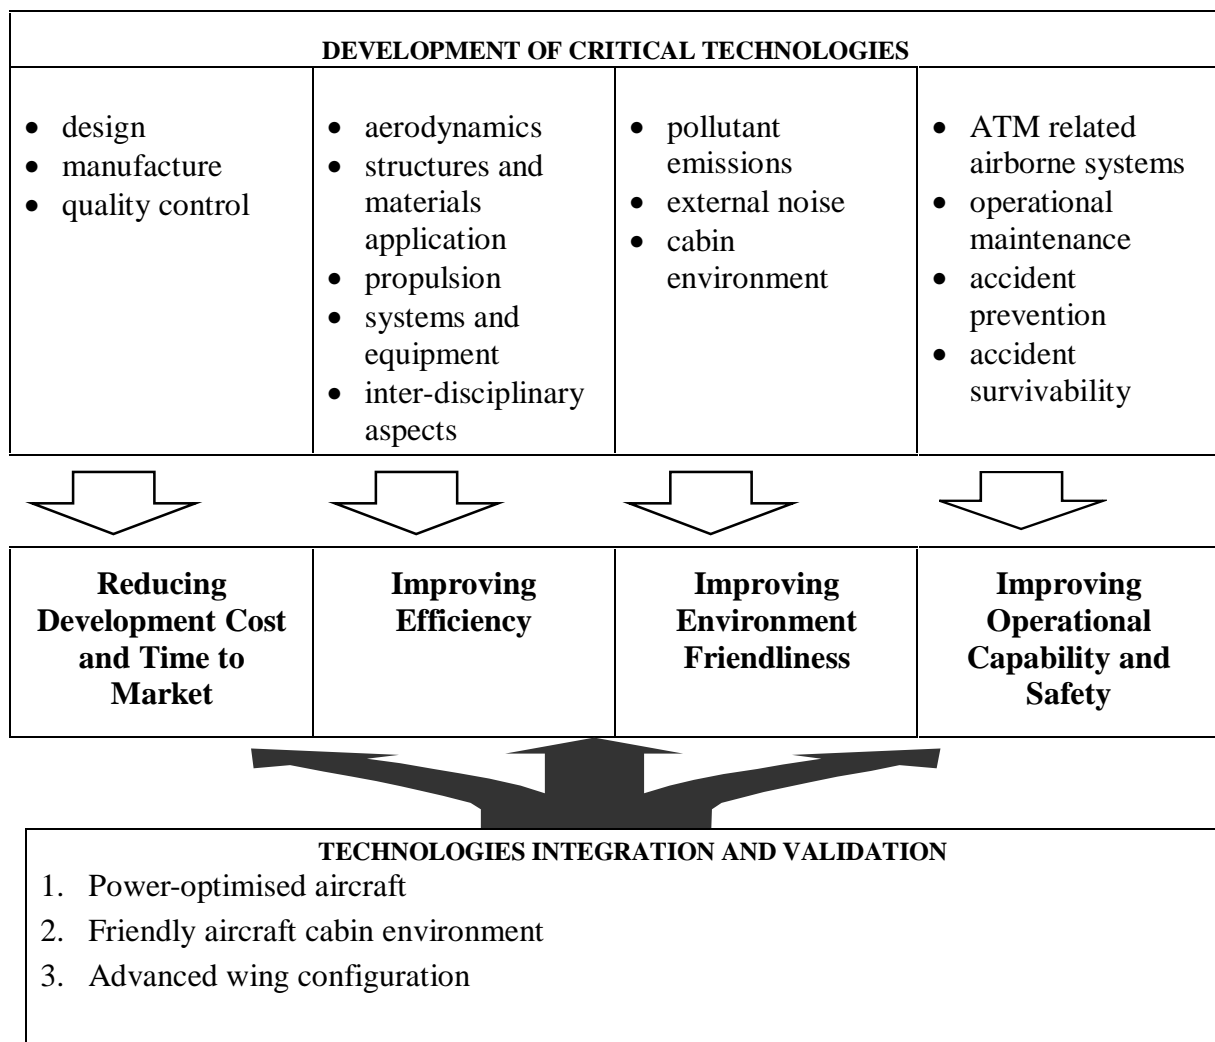 DEVELOPMENT OF CRITICAL TECHNOLOGIES
• design
• manufacture
• quality control
• aerodynamics
• structures and
materials
application
• propulsion
• systems and
equipment
• inter-disciplinary
aspects
• pollutant
emissions
• external noise
• cabin
environment
• ATM related
airborne systems
• operational
maintenance
• accident
prevention
• accident
survivability
Reducing
Development Cost
and Time to
Market
Improving
Efficiency
Improving
Environment
Friendliness
Improving
Operational
Capability and
Safety
TECHNOLOGIES INTEGRATION AND VALIDATION
1. Power-optimised aircraft
2. Friendly aircraft cabin environment
3. Advanced wing configuration